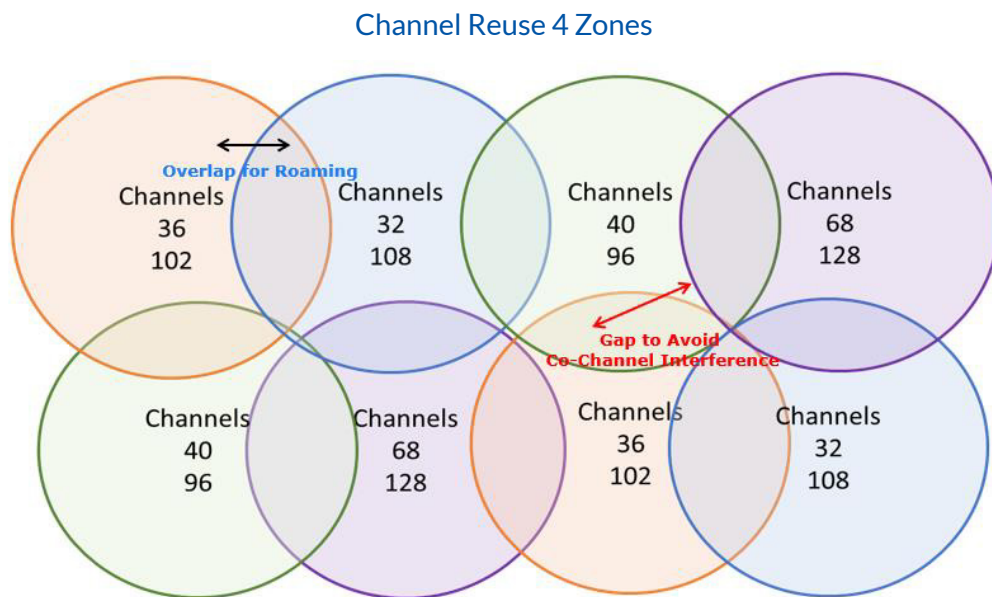 Channel Reuse 4 Zones
Overlap for Roaming
Channels
36
102
Channels
32
108
Channels
40
96
Channels
68
128
Gap to Avoid
Co-Channel Interference
Channels
40
96
Channels
68
128
Channels
36
102
Channels
32
108